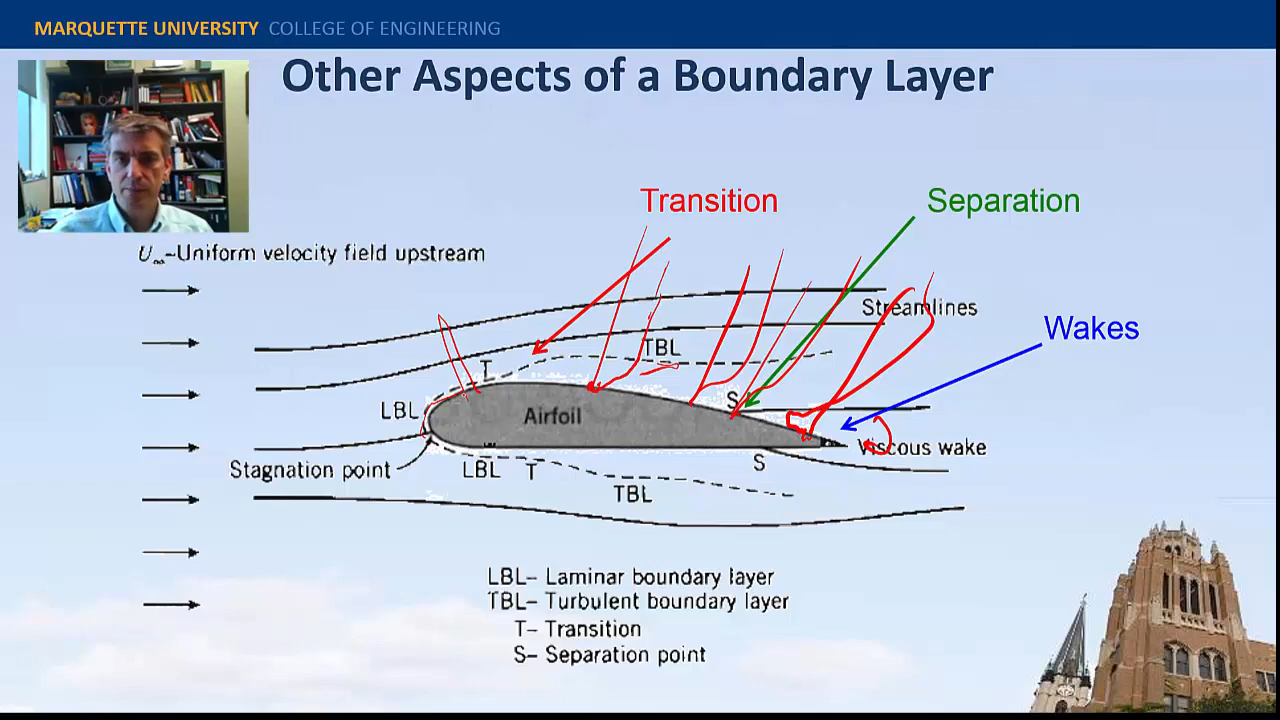 MARQUETTE UNIVERSITY COLLEGE OF ENGINEERING
Other Aspects of a Boundary Layer
Transition
Separation
U∞-Uniform velocity field upstream
Streamlines
Wakes
TBL
T
LBL
S
Airfoil
Viscous wake
Stagnation point
LBL
T
S
TBL
LBL- Laminar boundary layer
TBL- Turbulent boundary layer
T- Transition
S- Separation point